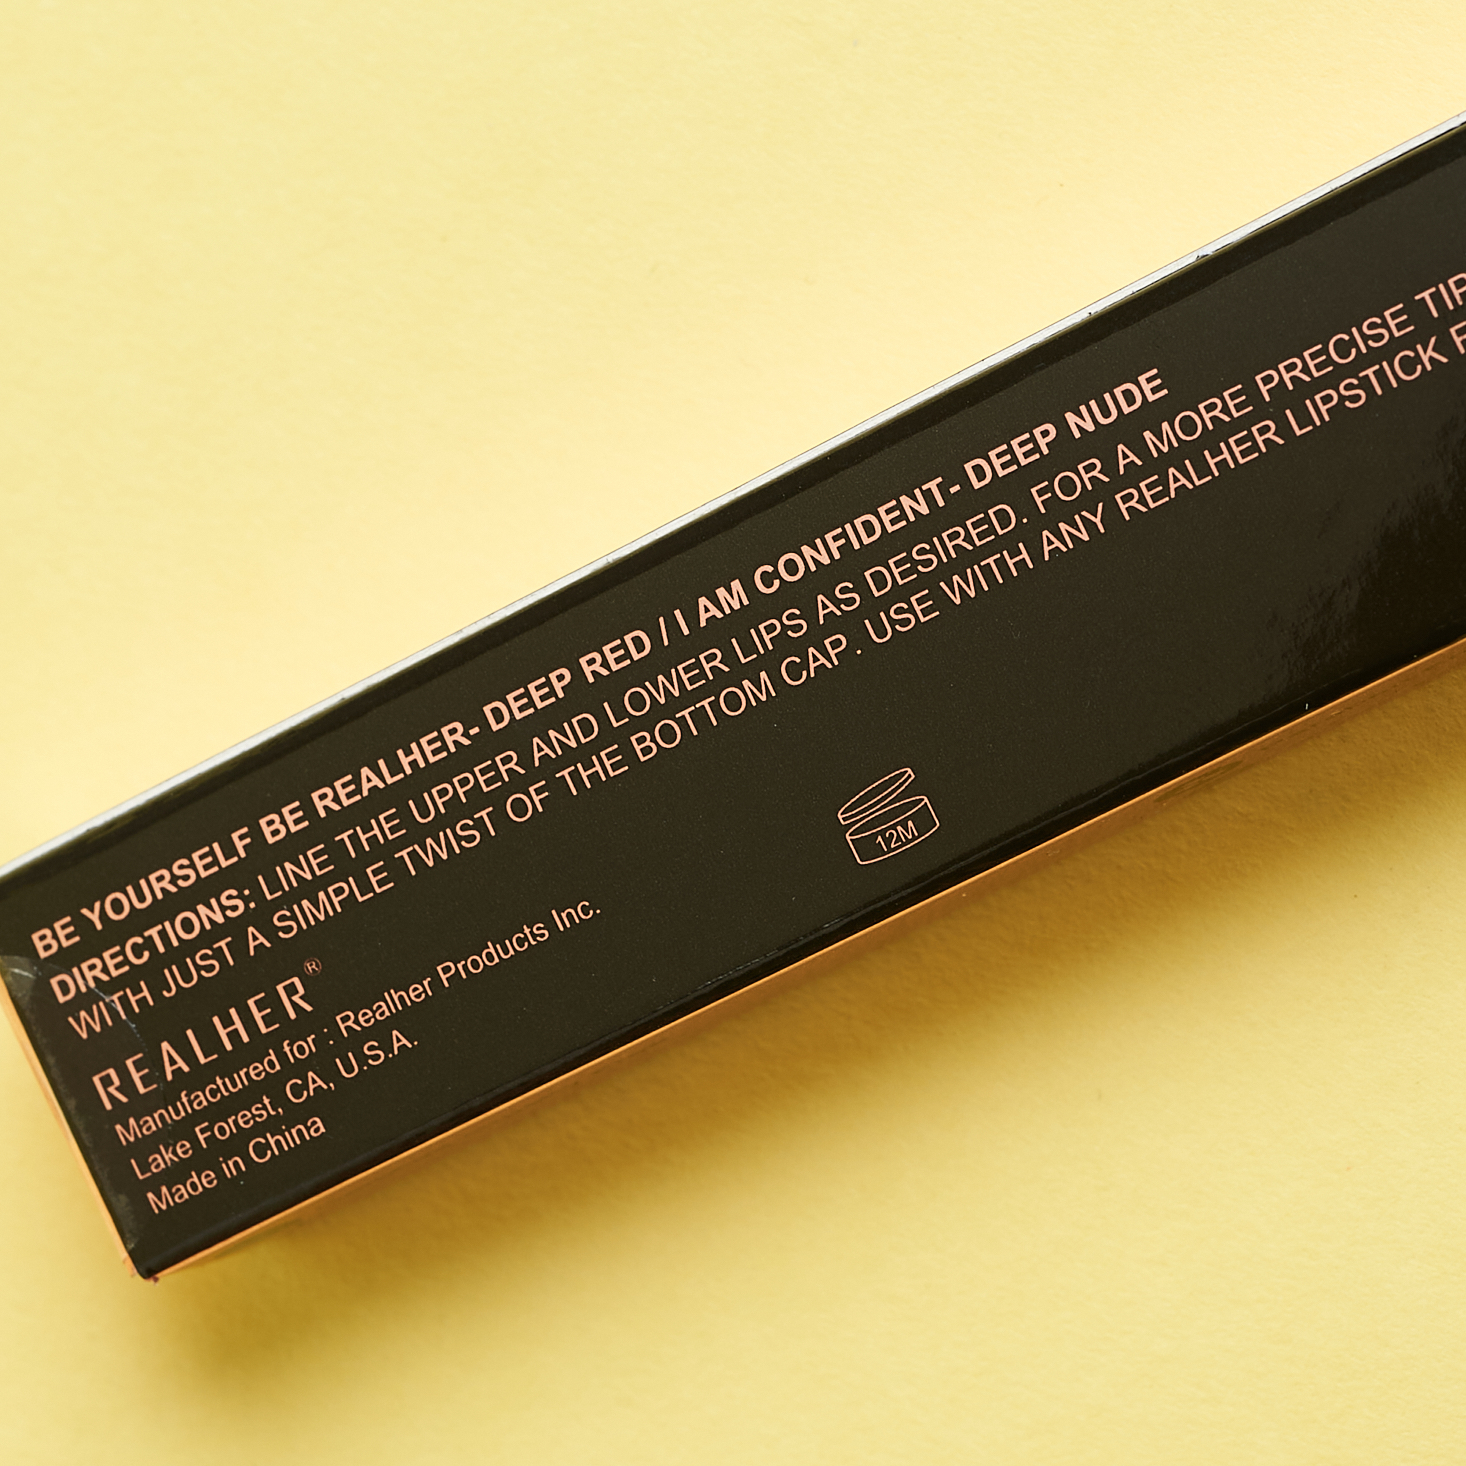 BE YOURSELF BE REALHER- DEEP RED / I AM CONFIDENT- DEEP NUDE
DIRECTIONS: LINE THE UPPER AND LOWER LIPS AS DESIRED. FOR A MORE PRECISE TIP
WITH JUST A SIMPLE TWIST OF THE BOTTOM CAP. USE WITH ANY REALHER LIPSTICK
REALHER®
Manufactured for : Realher Products Inc.
Lake Forest, CA, U.S.A.
Made in China
12M